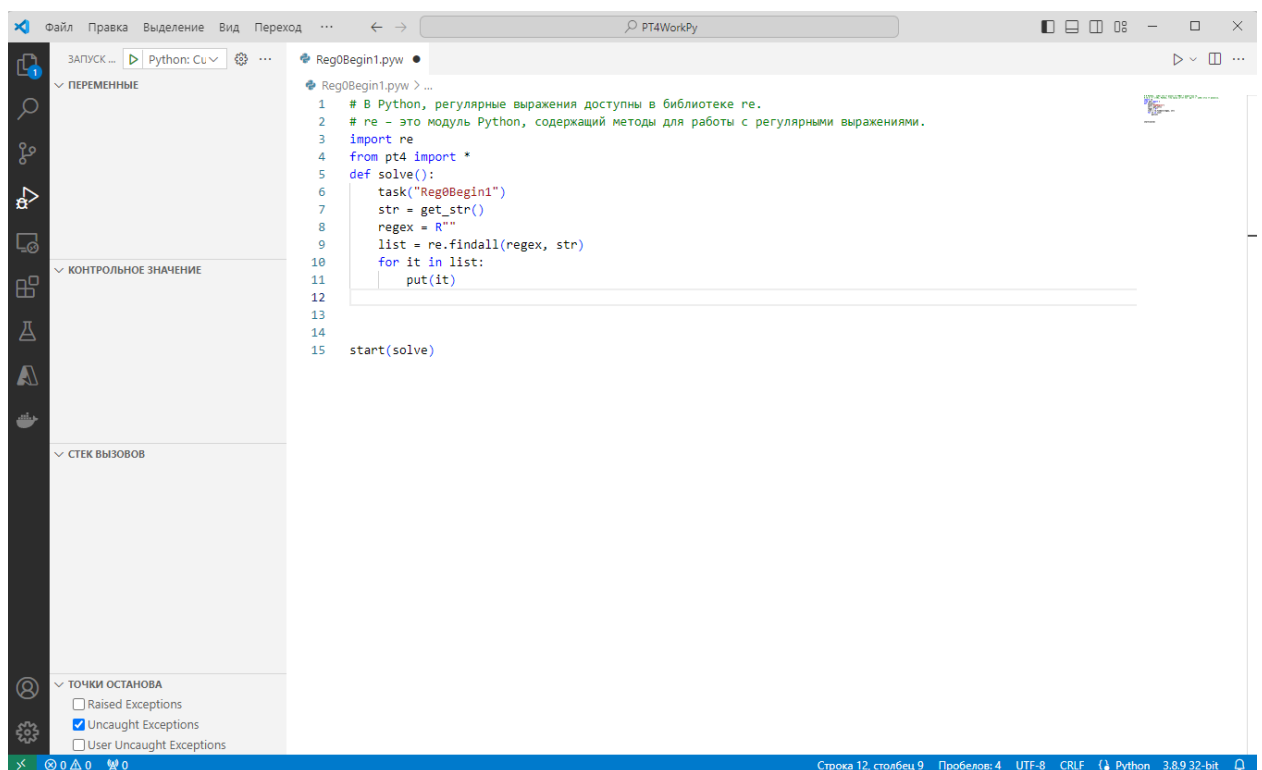 Файл Правка Выделение Вид Переход ··· PT4WorkPy
ЗАПУСК ... Python: Cu ···
Reg0Begin1.pyw
ПЕРЕМЕННЫЕ
Reg0Begin1.pyw > ...
1 # В Python, регулярные выражения доступны в библиотеке re.
2 # re – это модуль Python, содержащий методы для работы с регулярными выражениями.
3 import re
4 from pt4 import *
5 def solve():
6 task("Reg0Begin1")
7 str = get_str()
8 regex = R""
9 list = re.findall(regex, str)
10 for it in list:
11 put(it)
12
13
14
15 start(solve)
1
КОНТРОЛЬНОЕ ЗНАЧЕНИЕ
СТЕК ВЫЗОВОВ
ТОЧКИ ОСТАНОВА
Raised Exceptions
Uncaught Exceptions
User Uncaught Exceptions
0 0 0 Строка 12, столбец 9 Пробелов: 4 UTF-8 CRLF Python 3.8.9 32-bit